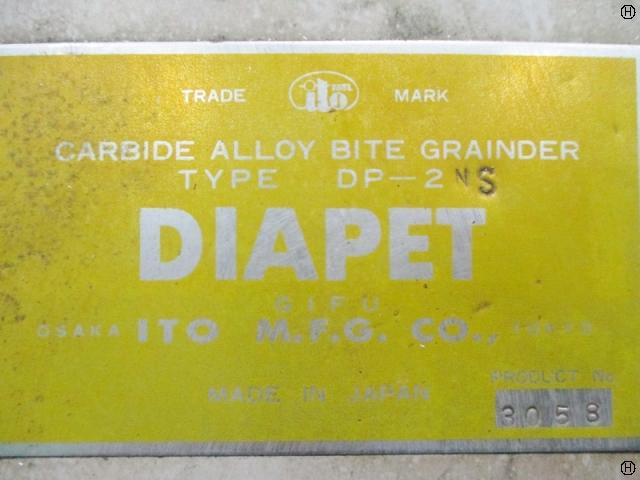 TRADE ito MARK
CARBIDE ALLOY BITE GRAINDER
TYPE DP-2NS
DIAPET
GIFU
OSAKA ITO M.F.G. CO., TOKYO
MADE IN JAPAN
PRODUCT No
3058